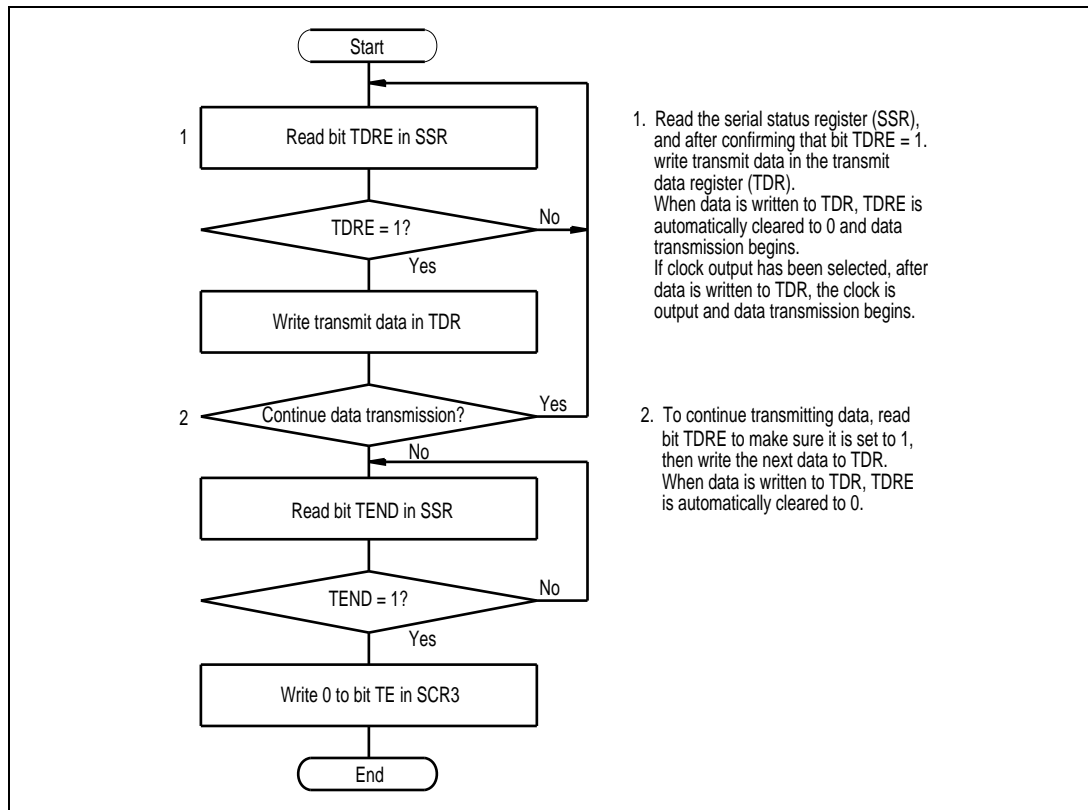 Start
1
Read bit TDRE in SSR
TDRE = 1?
No
Yes
Write transmit data in TDR
2
Continue data transmission?
Yes
No
Read bit TEND in SSR
TEND = 1?
No
Yes
Write 0 to bit TE in SCR3
End
1. Read the serial status register (SSR),
and after confirming that bit TDRE = 1.
write transmit data in the transmit
data register (TDR).
When data is written to TDR, TDRE is
automatically cleared to 0 and data
transmission begins.
If clock output has been selected, after
data is written to TDR, the clock is
output and data transmission begins.
2. To continue transmitting data, read
bit TDRE to make sure it is set to 1,
then write the next data to TDR.
When data is written to TDR, TDRE
is automatically cleared to 0.